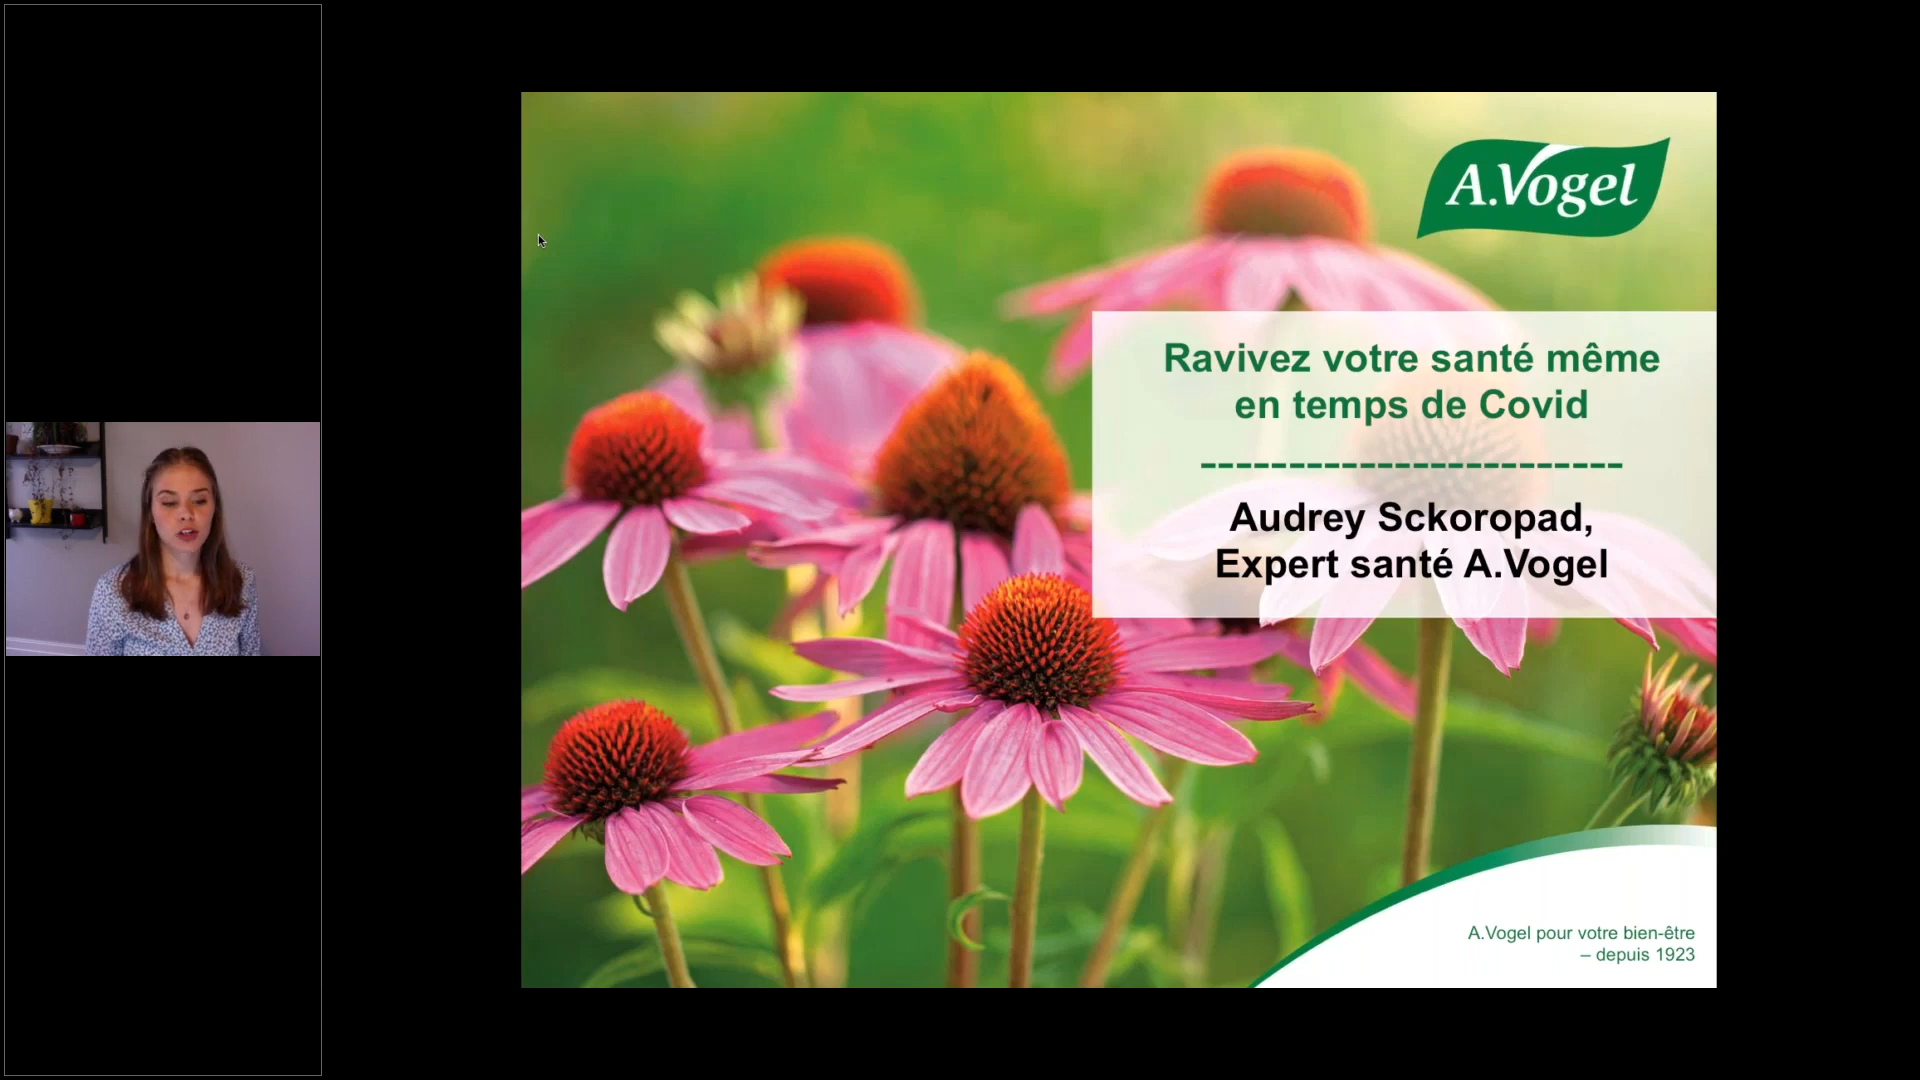 A.Vogel
Ravivez votre santé même
en temps de Covid
------------------------
Audrey Sckoropad,
Expert santé A.Vogel
A.Vogel pour votre bien-être
– depuis 1923